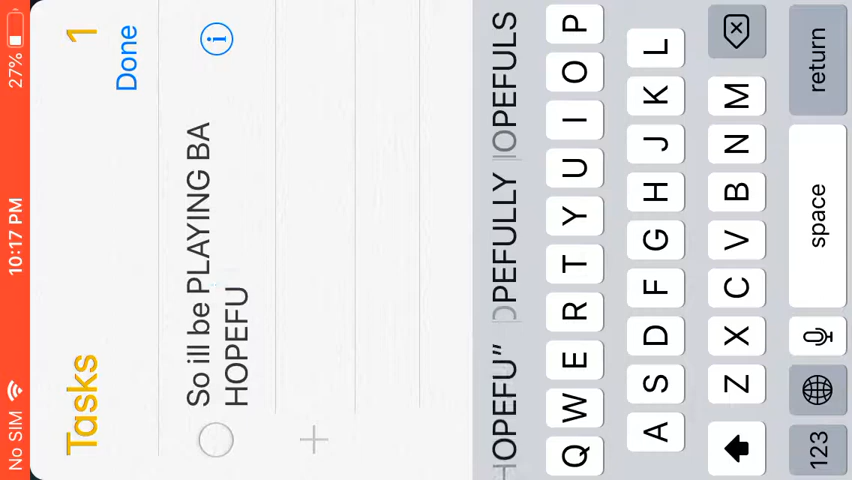 No SIM 10:17 PM 27%
Tasks 1
Done
So ill be PLAYING BA
HOPEFU
HOPEFU” OPEFULLY OPEFULS
Q W E R T Y U I O P
A S D F G H J K L
Z X C V B N M
123 space return